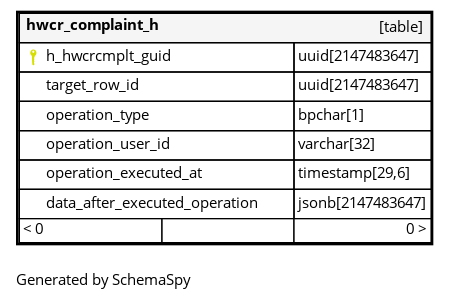 hwcr_complaint_h [table]
h_hwcrcmplt_guid uuid[2147483647]
target_row_id uuid[2147483647]
operation_type bpchar[1]
operation_user_id varchar[32]
operation_executed_at timestamp[29,6]
data_after_executed_operation jsonb[2147483647]
< 0 0 >
Generated by SchemaSpy